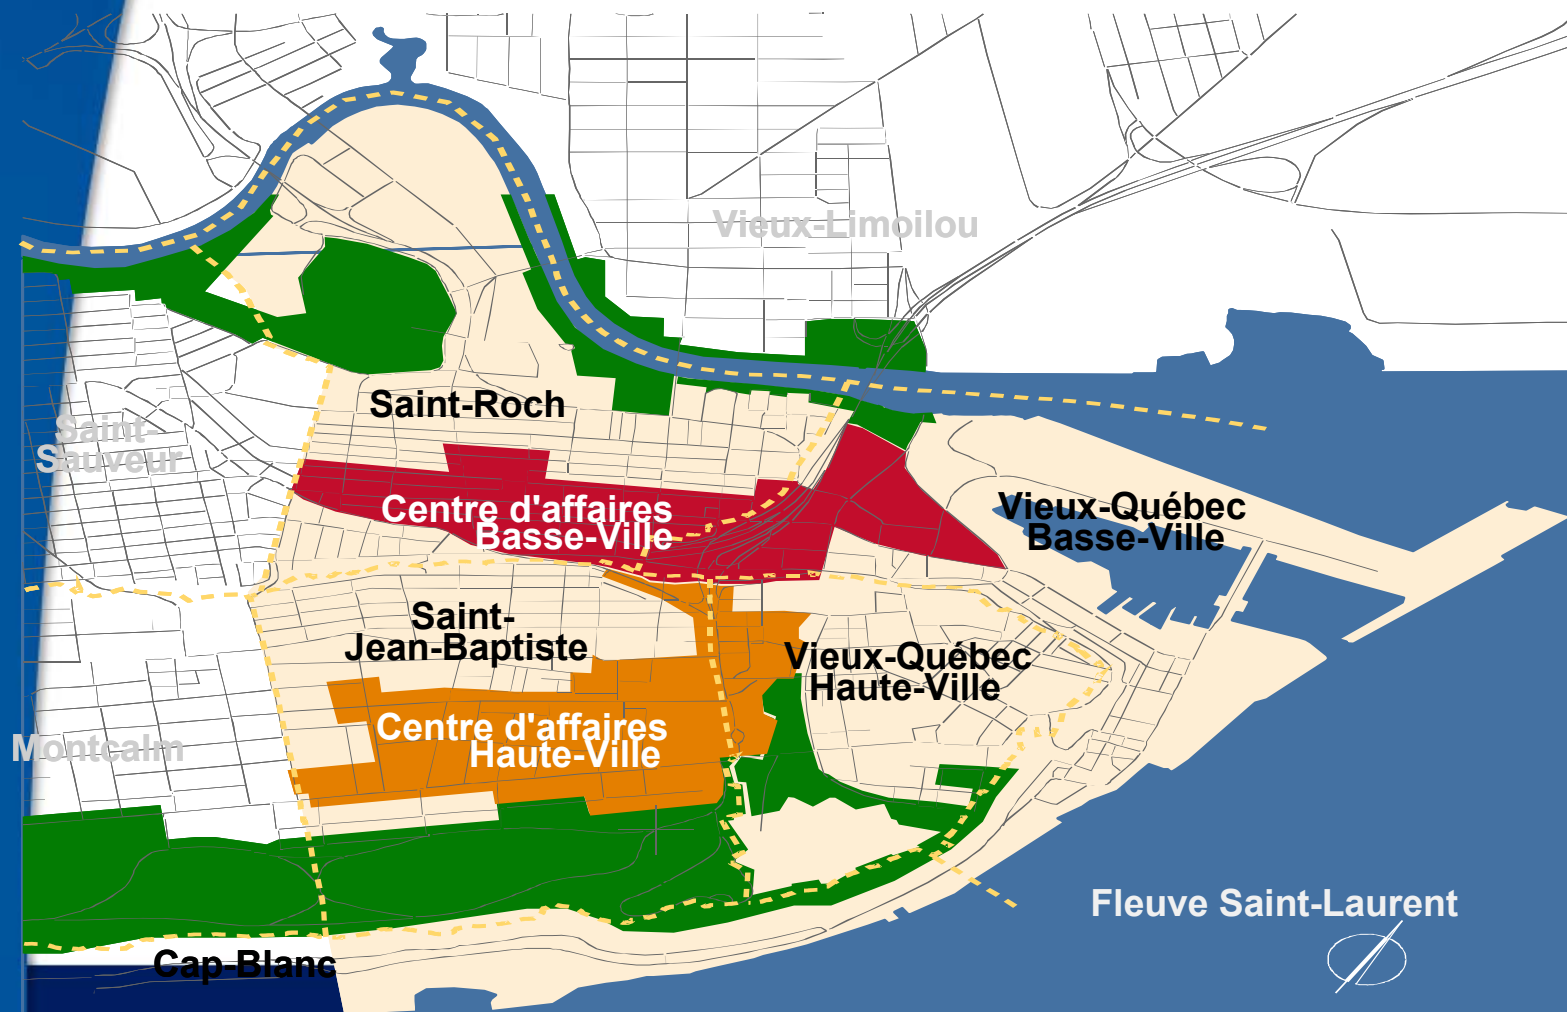 Vieux-Limoilou
Saint-Roch
Saint-
Sauveur
Centre d'affaires
Basse-Ville
Vieux-Québec
Basse-Ville
Saint-
Jean-Baptiste
Vieux-Québec
Haute-Ville
Centre d'affaires
Haute-Ville
Montcalm
Fleuve Saint-Laurent
Cap-Blanc